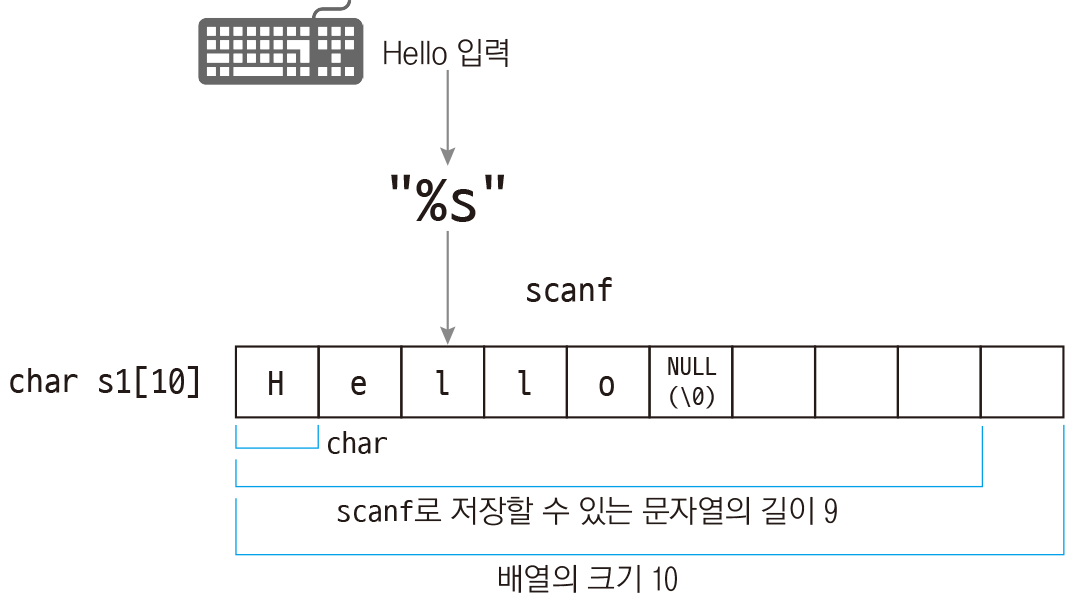 Hello 입력
"%s"
scanf
char s1[10]
H e l l o NULL
(\0)
char
scanf로 저장할 수 있는 문자열의 길이 9
배열의 크기 10